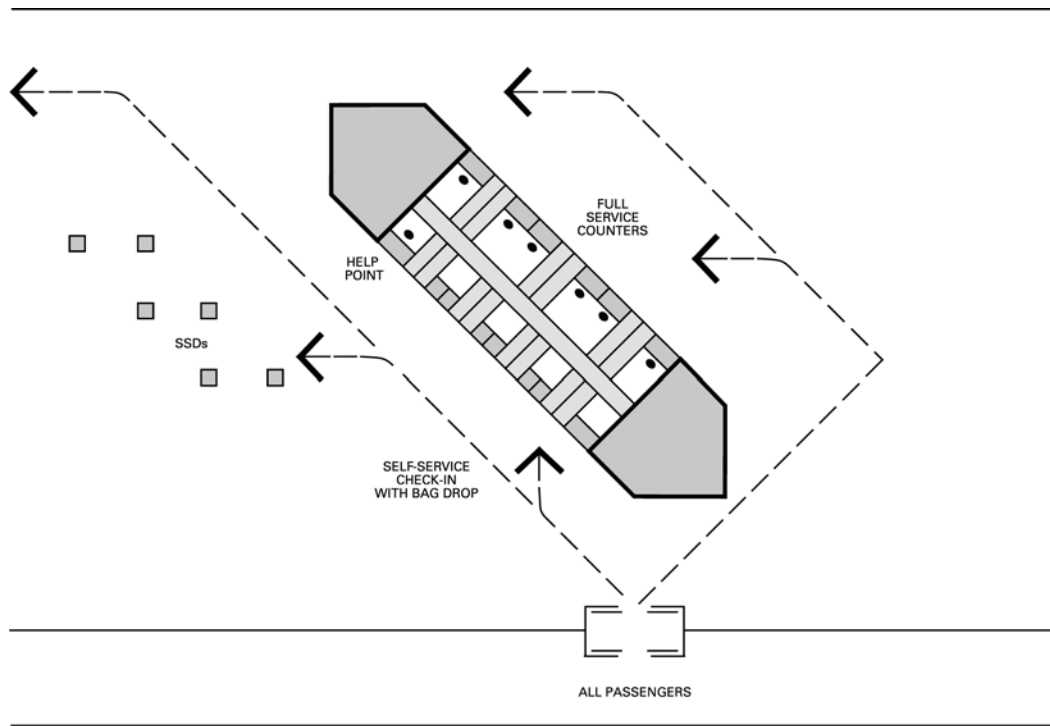 FULL
SERVICE
COUNTERS
HELP
POINT
SSDs
SELF-SERVICE
CHECK-IN
WITH BAG DROP
ALL PASSENGERS